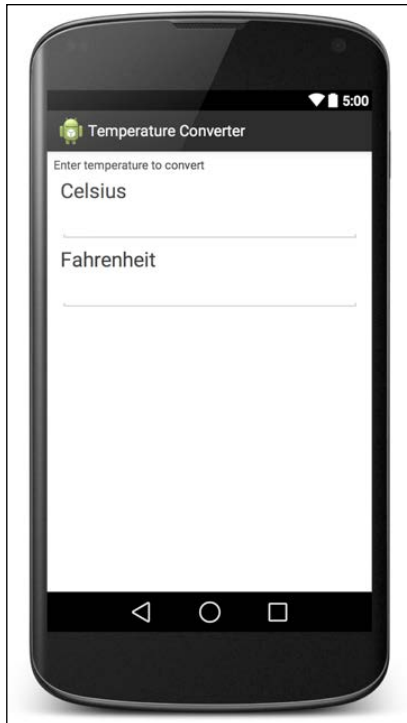 5:00
Temperature Converter
Enter temperature to convert
Celsius
Fahrenheit